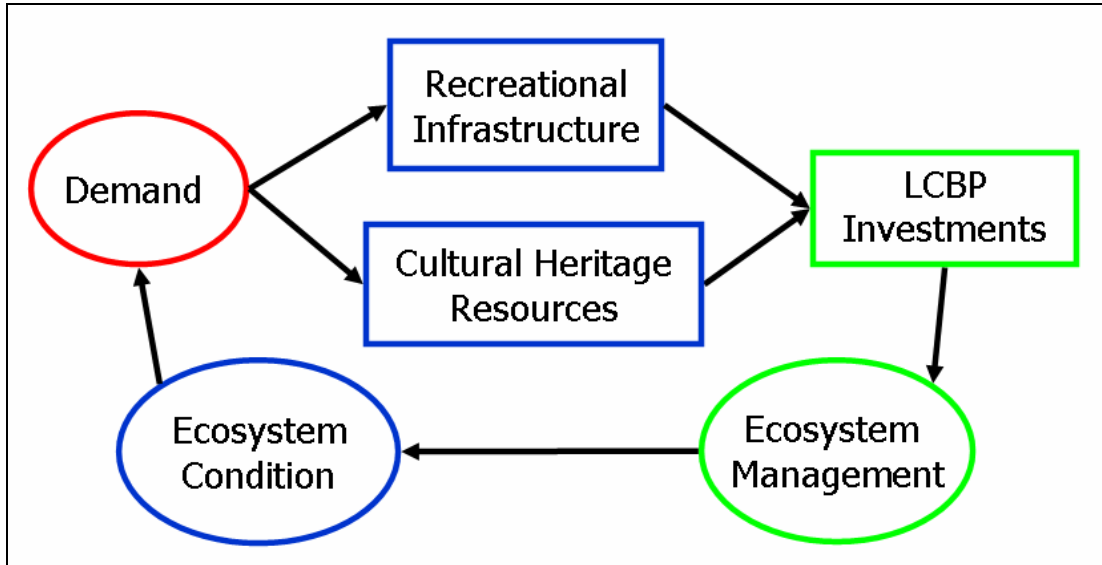 Recreational
Infrastructure
Demand
LCBP
Investments
Cultural Heritage
Resources
Ecosystem
Condition
Ecosystem
Management